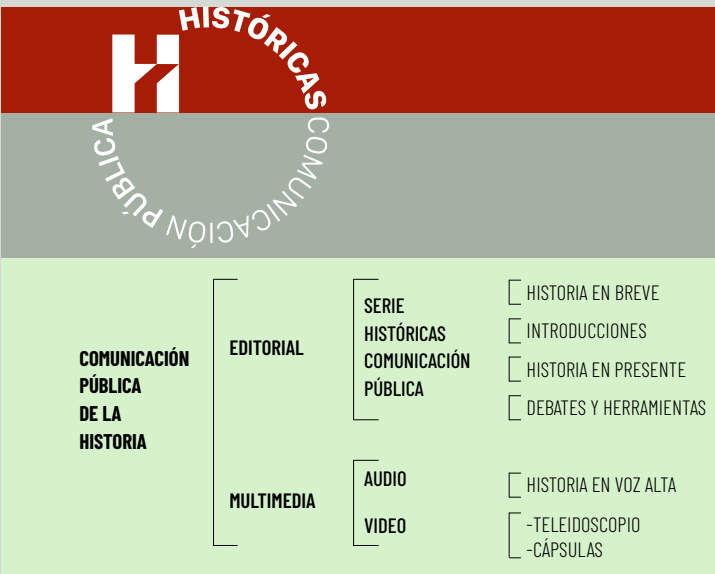 HISTÓRICAS COMUNICACIÓN PÚBLICA
COMUNICACIÓN
PÚBLICA
DE LA
HISTORIA
EDITORIAL
SERIE
HISTÓRICAS
COMUNICACIÓN
PÚBLICA
HISTORIA EN BREVE
INTRODUCCIONES
HISTORIA EN PRESENTE
DEBATES Y HERRAMIENTAS
MULTIMEDIA
AUDIO
HISTORIA EN VOZ ALTA
VIDEO
-TELEIDOSCOPIO
-CÁPSULAS